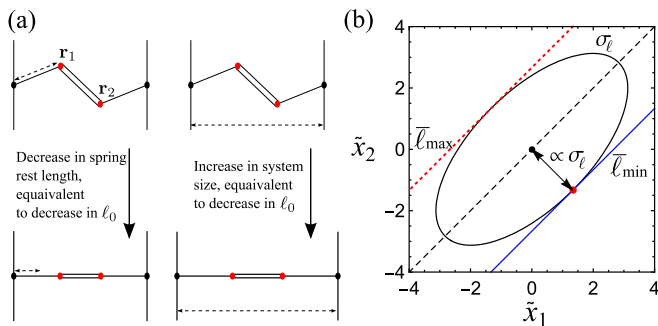 (a)
r1
r2
Decrease in spring
rest length,
equivalent
to decrease in ℓ0
Increase in system
size, equivalent
to decrease in ℓ0
(b)
4
2
0
−2
−4
x̃2
−4
−2
0
2
4
x̃1
σℓ
ℓ̅max
∝ σℓ
ℓ̅min